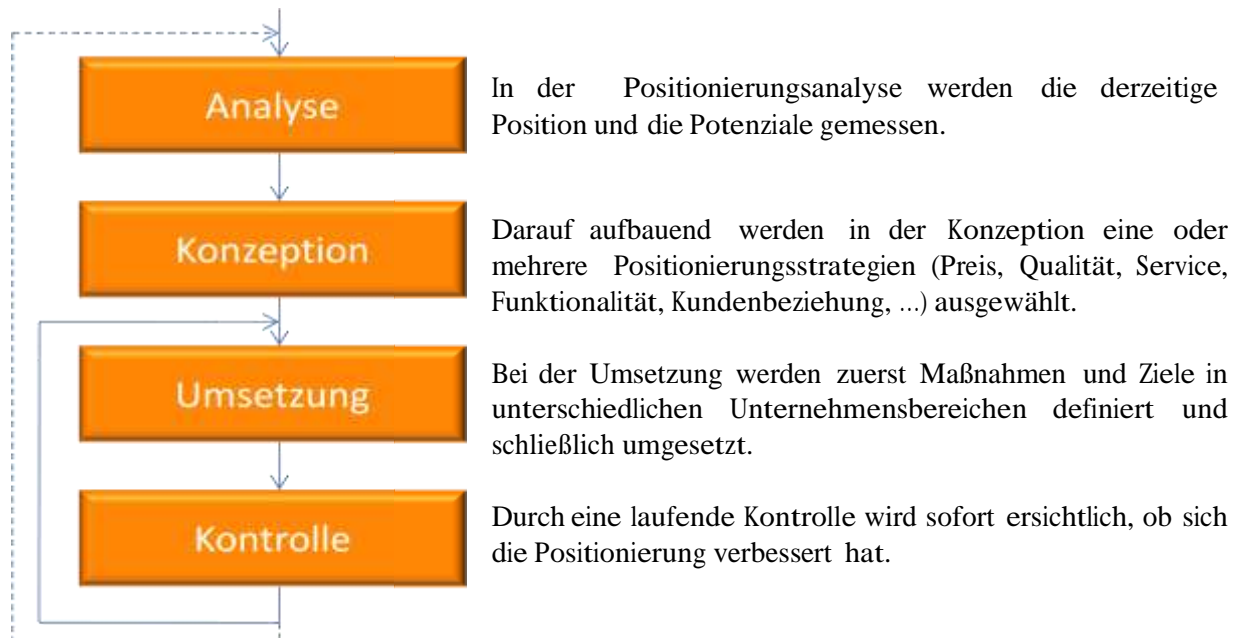 Analyse
In der Positionierungsanalyse werden die derzeitige
Position und die Potenziale gemessen.
Konzeption
Darauf aufbauend werden in der Konzeption eine oder
mehrere Positionierungsstrategien (Preis, Qualität, Service,
Funktionalität, Kundenbeziehung, ...) ausgewählt.
Umsetzung
Bei der Umsetzung werden zuerst Maßnahmen und Ziele in
unterschiedlichen Unternehmensbereichen definiert und
schließlich umgesetzt.
Kontrolle
Durch eine laufende Kontrolle wird sofort ersichtlich, ob sich
die Positionierung verbessert hat.